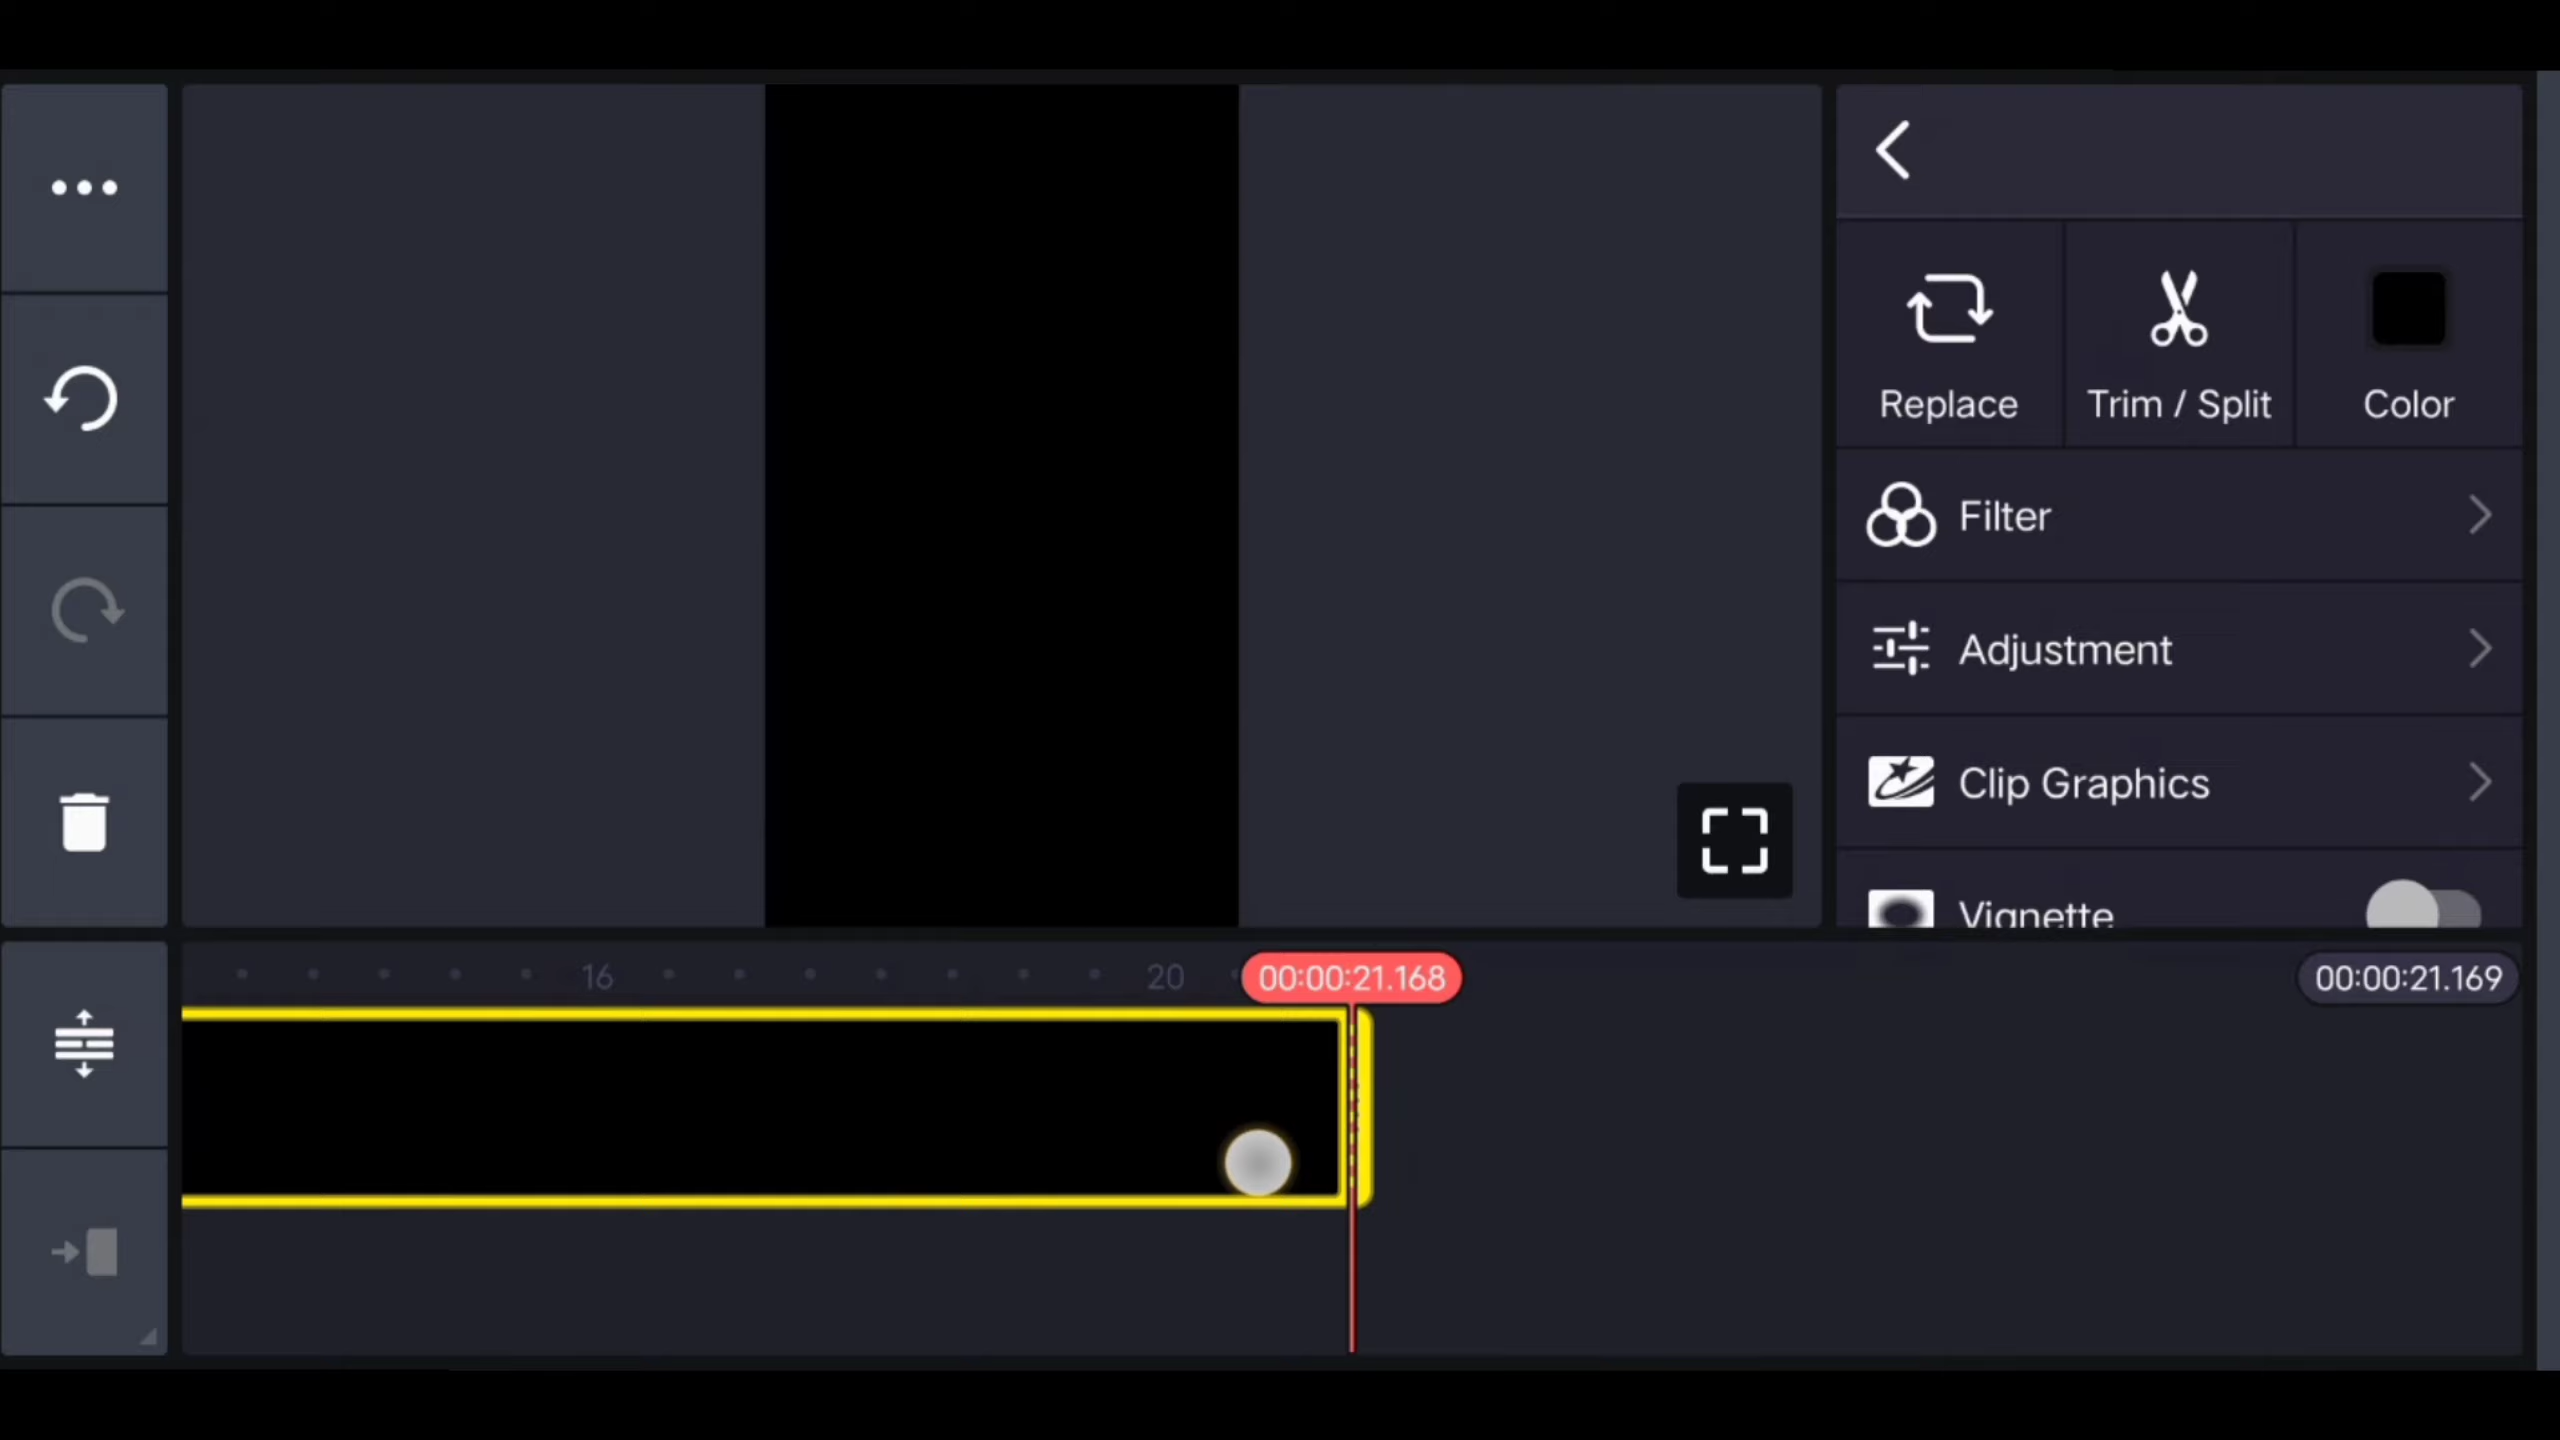 Replace
Trim / Split
Color
Filter
Adjustment
Clip Graphics
Vignette
16
20
00:00:21.168
00:00:21.169